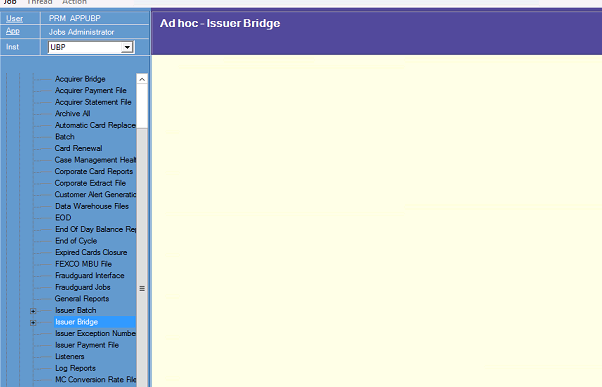 Job Thread Action
User PRM APPUBP
App Jobs Administrator
Inst UBP
Ad hoc - Issuer Bridge
Acquirer Bridge
Acquirer Payment File
Acquirer Statement File
Archive All
Automatic Card Replace
Batch
Card Renewal
Case Management Heal
Corporate Card Reports
Corporate Extract File
Customer Alert Generatio
Data Warehouse Files
EOD
End Of Day Balance Rep
End of Cycle
Expired Cards Closure
FEXCO MBU File
Fraudguard Interface
Fraudguard Jobs
General Reports
Issuer Batch
Issuer Bridge
Issuer Exception Numbe
Issuer Payment File
Listeners
Log Reports
MC Conversion Rate File